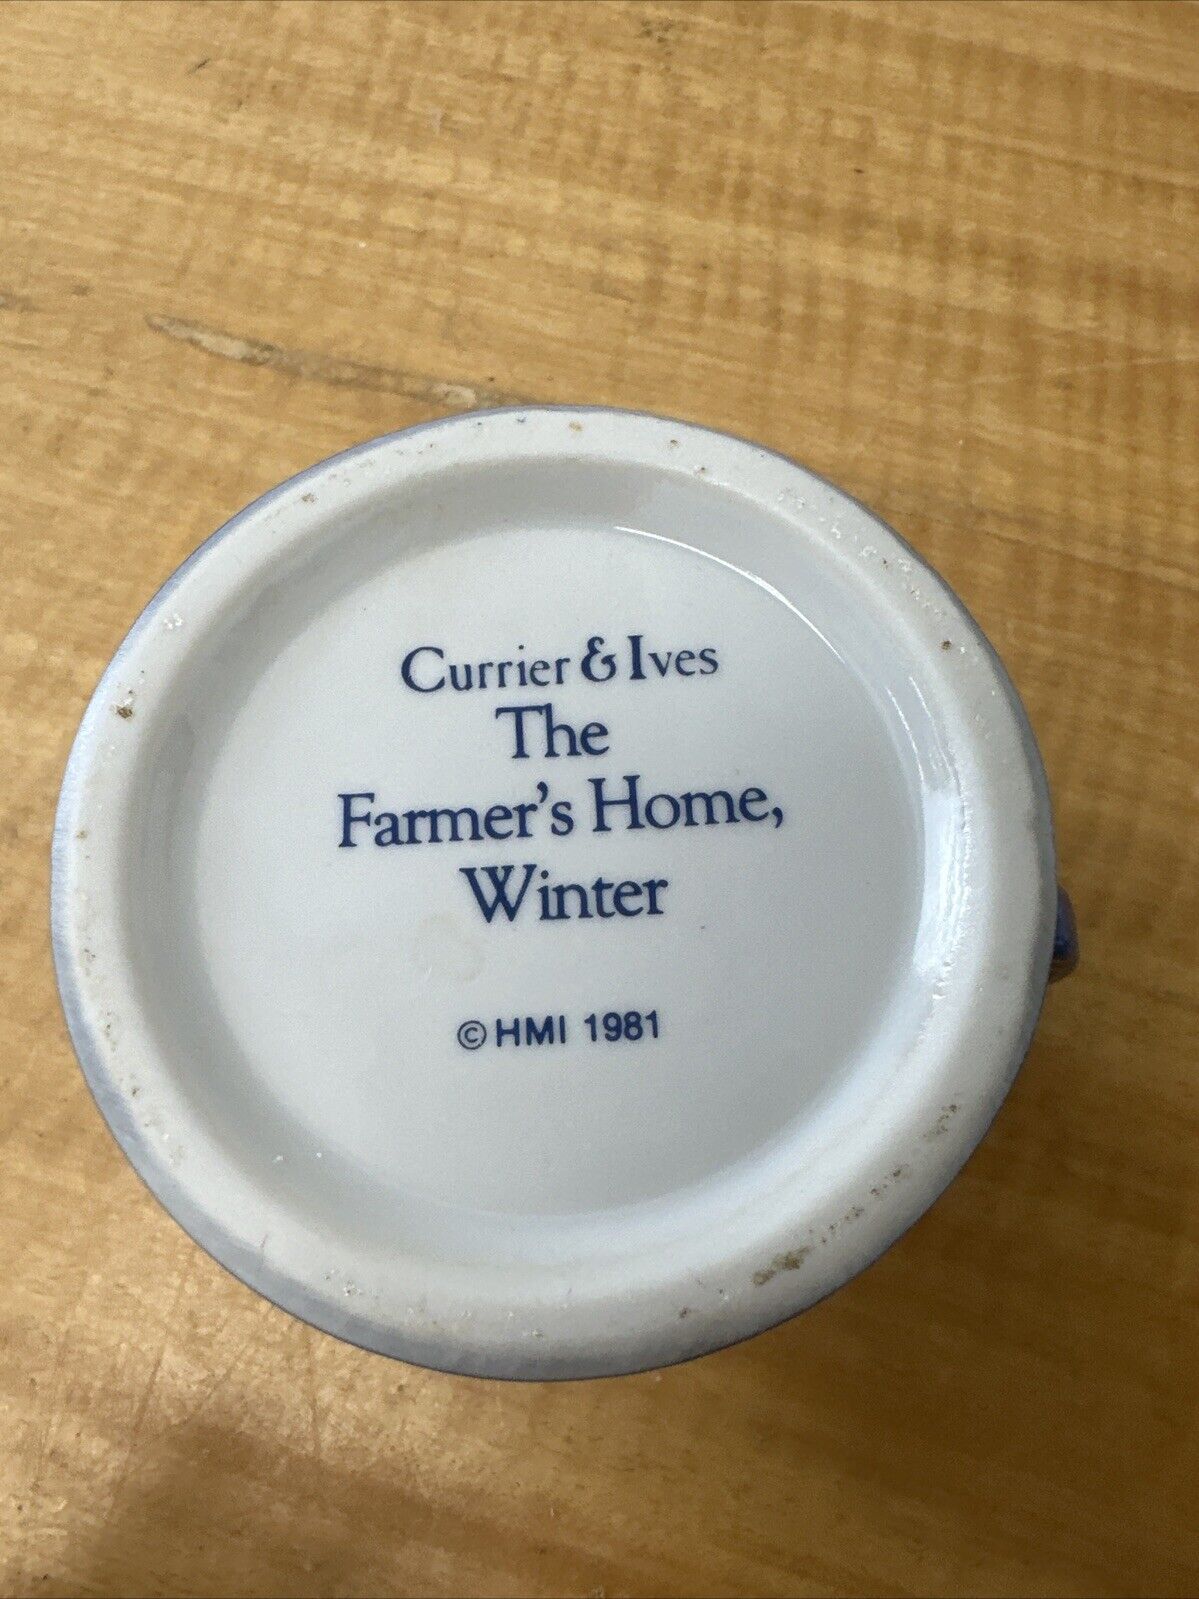 Currier & Ives
The
Farmer's Home,
Winter
© HMI 1981